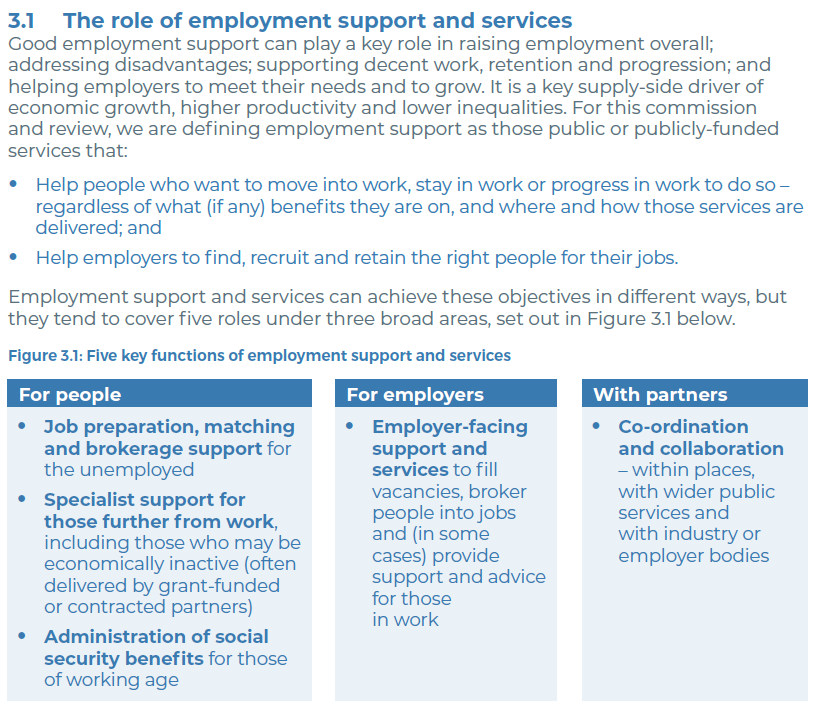 3.1 The role of employment support and services
Good employment support can play a key role in raising employment overall;
addressing disadvantages; supporting decent work, retention and progression; and
helping employers to meet their needs and to grow. It is a key supply-side driver of
economic growth, higher productivity and lower inequalities. For this commission
and review, we are defining employment support as those public or publicly-funded
services that:
• Help people who want to move into work, stay in work or progress in work to do so –
regardless of what (if any) benefits they are on, and where and how those services are
delivered; and
• Help employers to find, recruit and retain the right people for their jobs.
Employment support and services can achieve these objectives in different ways, but
they tend to cover five roles under three broad areas, set out in Figure 3.1 below.
Figure 3.1: Five key functions of employment support and services
For people
• Job preparation, matching
and brokerage support for
the unemployed
• Specialist support for
those further from work,
including those who may be
economically inactive (often
delivered by grant-funded
or contracted partners)
• Administration of social
security benefits for those
of working age
For employers
• Employer-facing
support and
services to fill
vacancies, broker
people into jobs
and (in some
cases) provide
support and advice
for those
in work
With partners
• Co-ordination
and collaboration
– within places,
with wider public
services and
with industry or
employer bodies